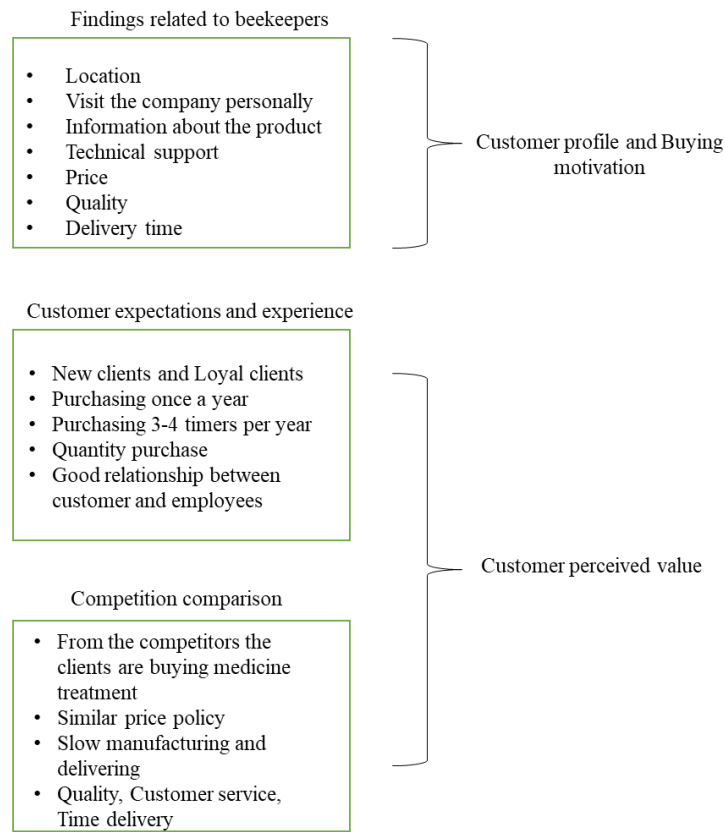 Findings related to beekeepers
• Location
• Visit the company personally
• Information about the product
• Technical support
• Price
• Quality
• Delivery time
Customer profile and Buying
motivation
Customer expectations and experience
• New clients and Loyal clients
• Purchasing once a year
• Purchasing 3-4 timers per year
• Quantity purchase
• Good relationship between
customer and employees
Customer perceived value
Competition comparison
• From the competitors the
clients are buying medicine
treatment
• Similar price policy
• Slow manufacturing and
delivering
• Quality, Customer service,
Time delivery